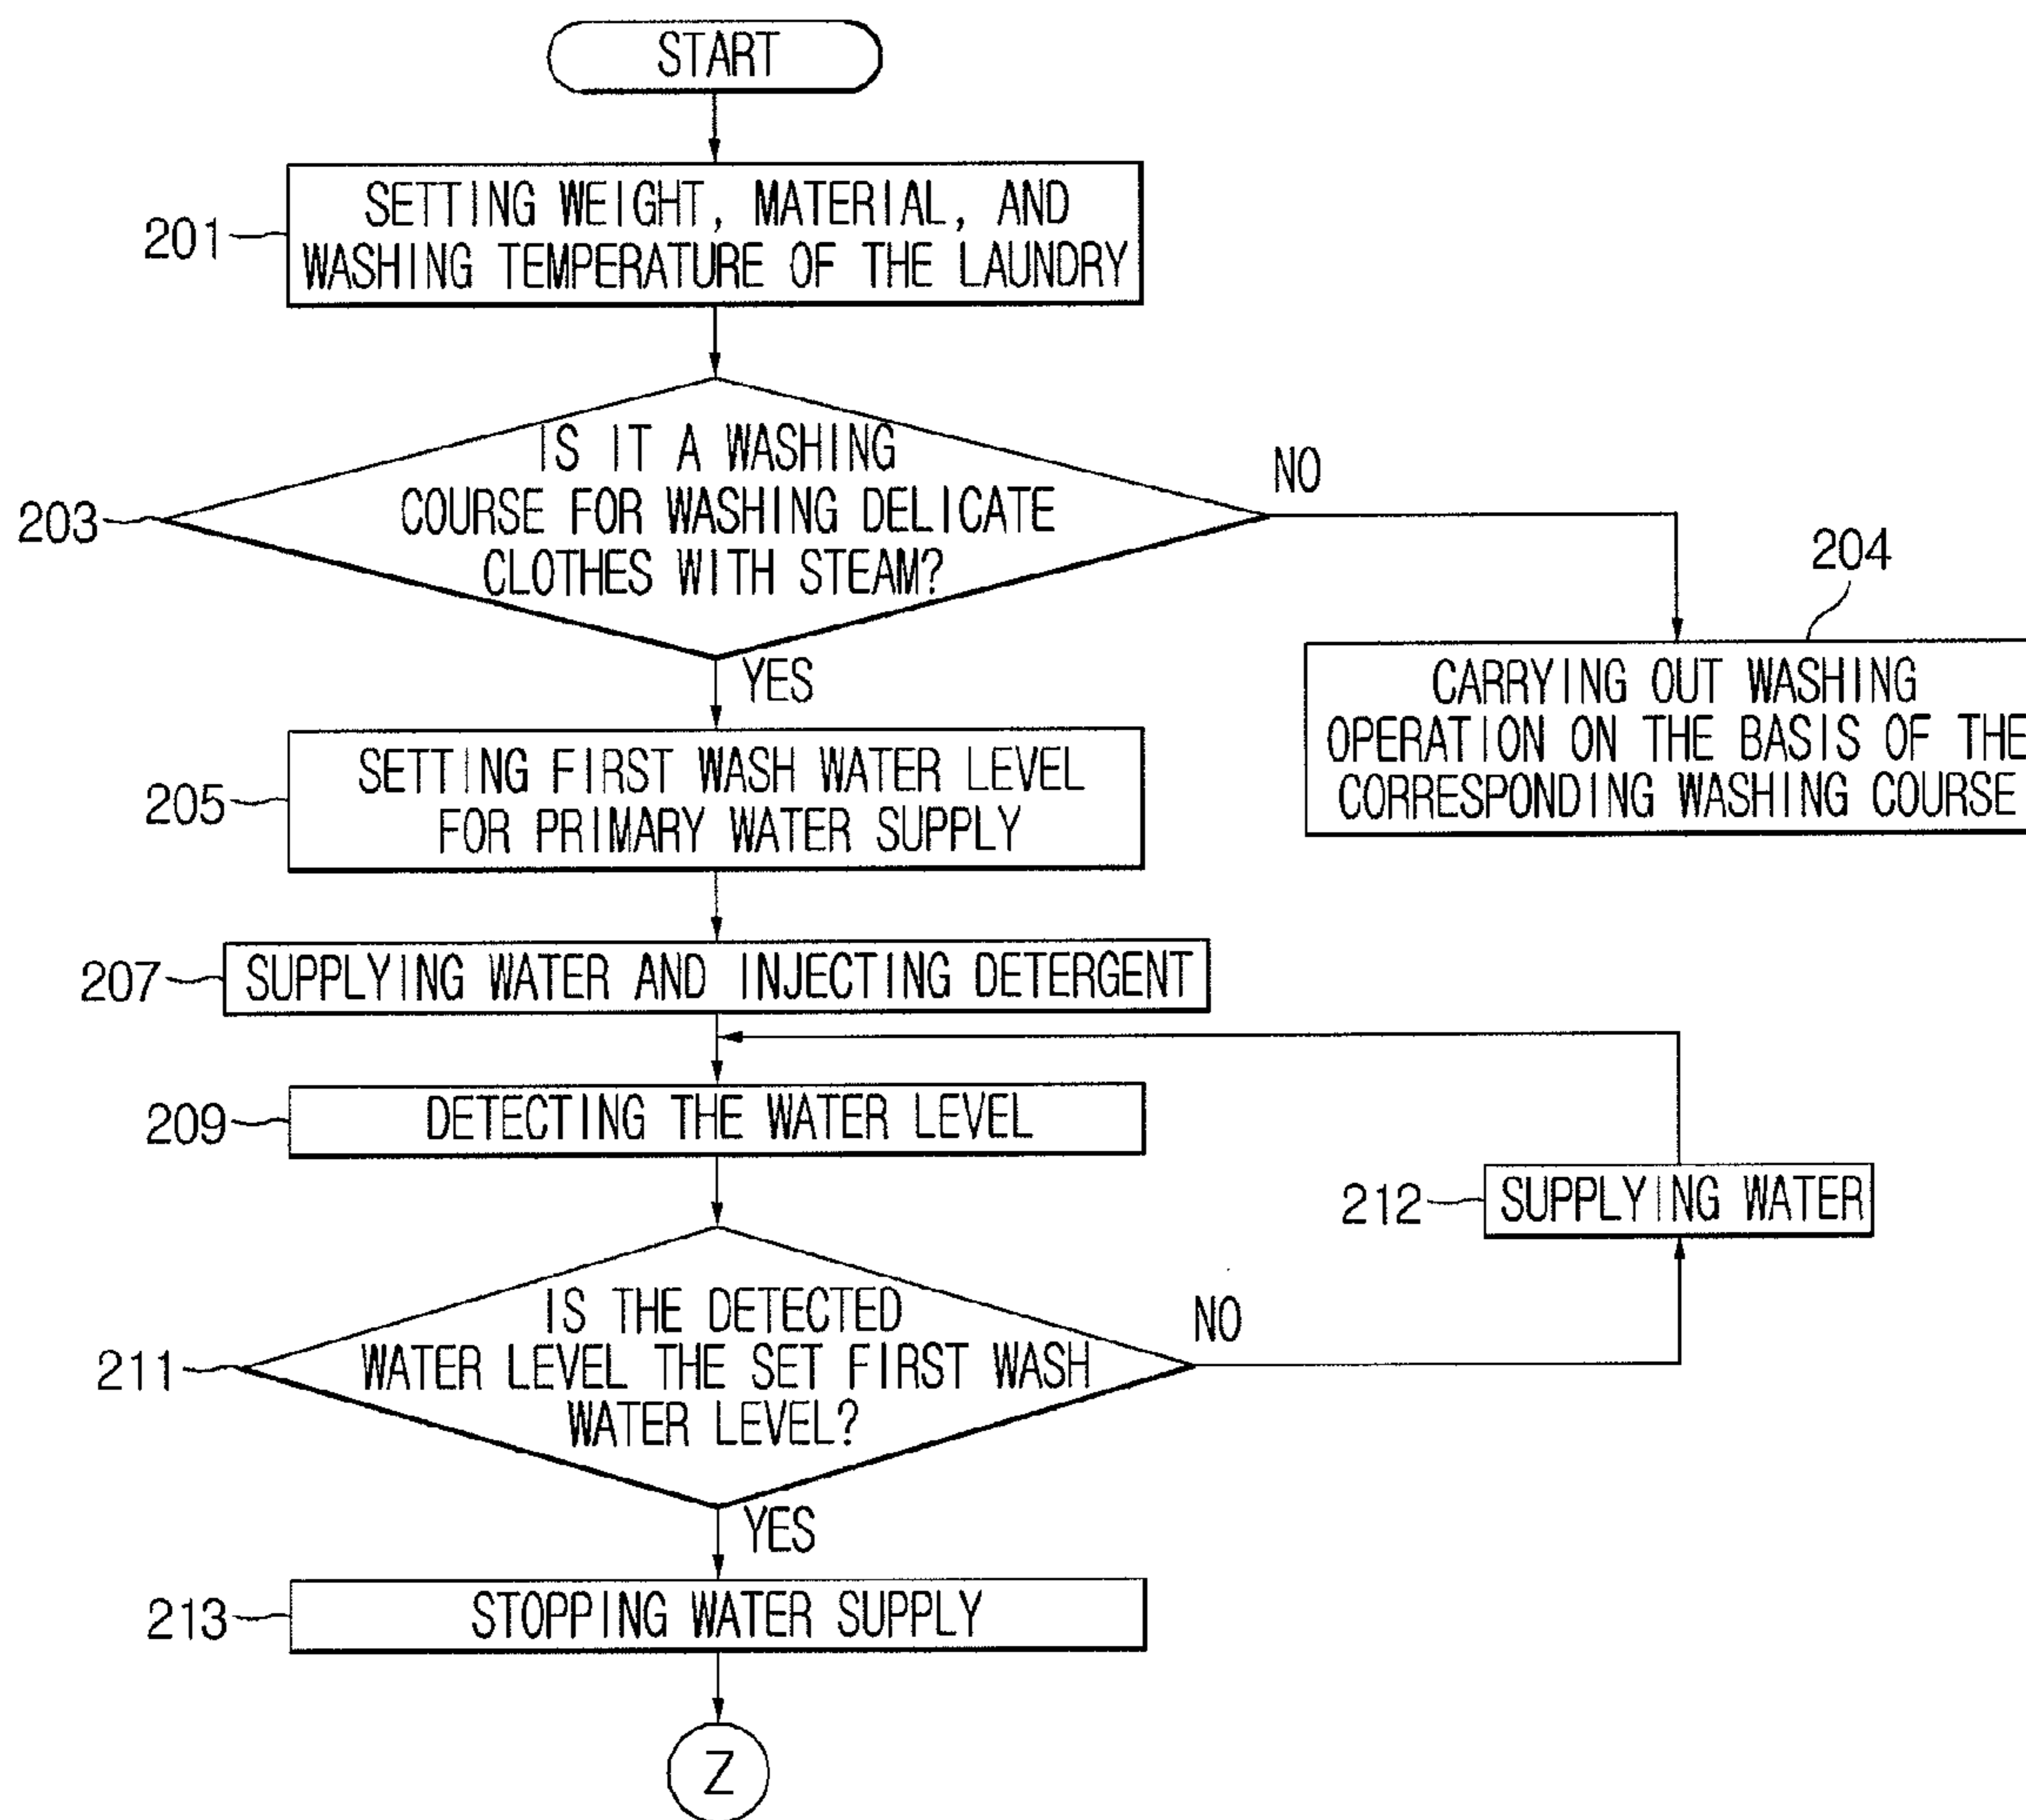 START
SETTING WEIGHT, MATERIAL, AND
WASHING TEMPERATURE OF THE LAUNDRY
201
IS IT A WASHING
COURSE FOR WASHING DELICATE
CLOTHES WITH STEAM?
203
NO
204
CARRYING OUT WASHING
OPERATION ON THE BASIS OF THE
CORRESPONDING WASHING COURSE
YES
SETTING FIRST WASH WATER LEVEL
FOR PRIMARY WATER SUPPLY
205
207
SUPPLYING WATER AND INJECTING DETERGENT
209
DETECTING THE WATER LEVEL
212
SUPPLYING WATER
IS THE DETECTED
WATER LEVEL THE SET FIRST WASH
WATER LEVEL?
211
NO
YES
213
STOPPING WATER SUPPLY
Z